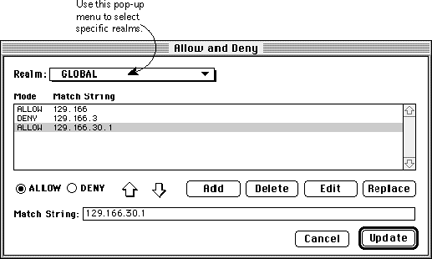 Use this pop-up
menu to select
specific realms.
Allow and Deny
Realm: GLOBAL
Mode Match String
ALLOW 129.166
DENY 129.166.3
ALLOW 129.166.30.1
ALLOW DENY Add Delete Edit Replace
Match String: 129.166.30.1
Cancel Update